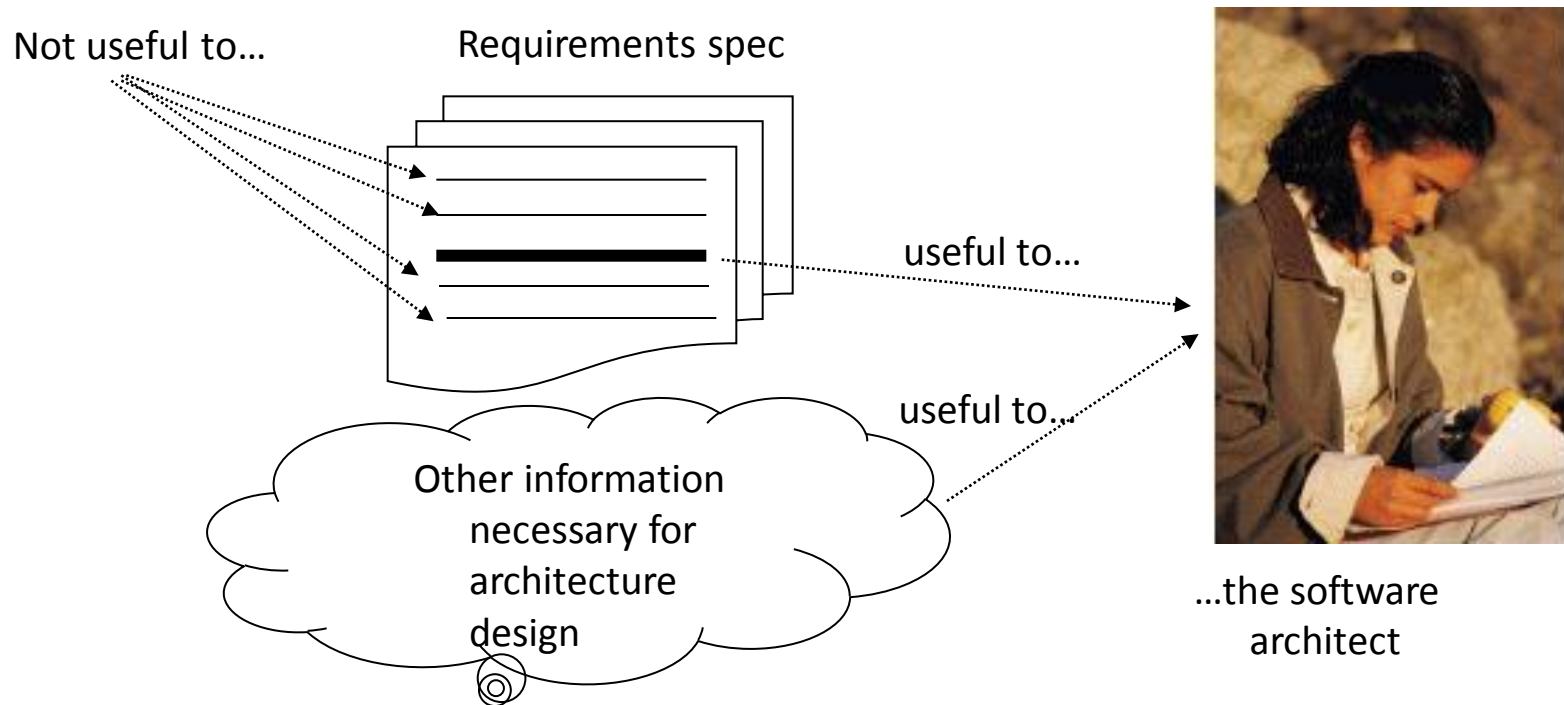 Not useful to…
Requirements spec
useful to…
useful to…
Other information
necessary for
architecture
design
…the software
architect